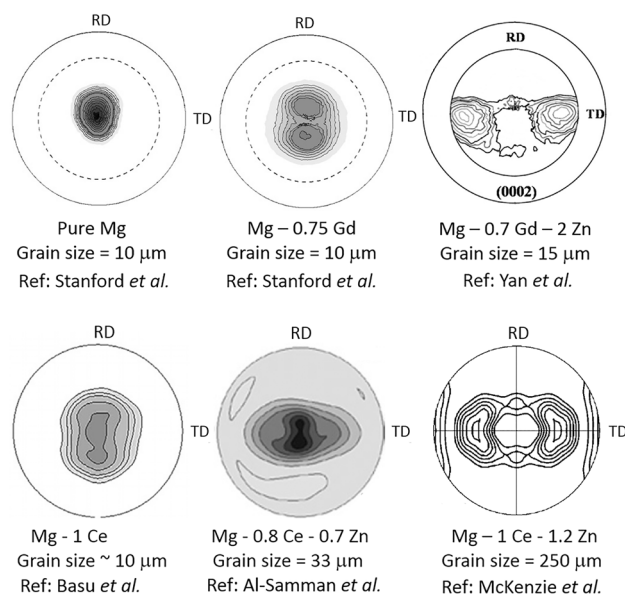 RD
RD
RD
TD
TD
TD
(0002)
Pure Mg
Grain size = 10 μm
Ref: Stanford et al.
Mg – 0.75 Gd
Grain size = 10 μm
Ref: Stanford et al.
Mg – 0.7 Gd – 2 Zn
Grain size = 15 μm
Ref: Yan et al.
RD
RD
RD
TD
TD
TD
Mg - 1 Ce
Grain size ~ 10 μm
Ref: Basu et al.
Mg - 0.8 Ce - 0.7 Zn
Grain size = 33 μm
Ref: Al-Samman et al.
Mg – 1 Ce - 1.2 Zn
Grain size = 250 μm
Ref: McKenzie et al.